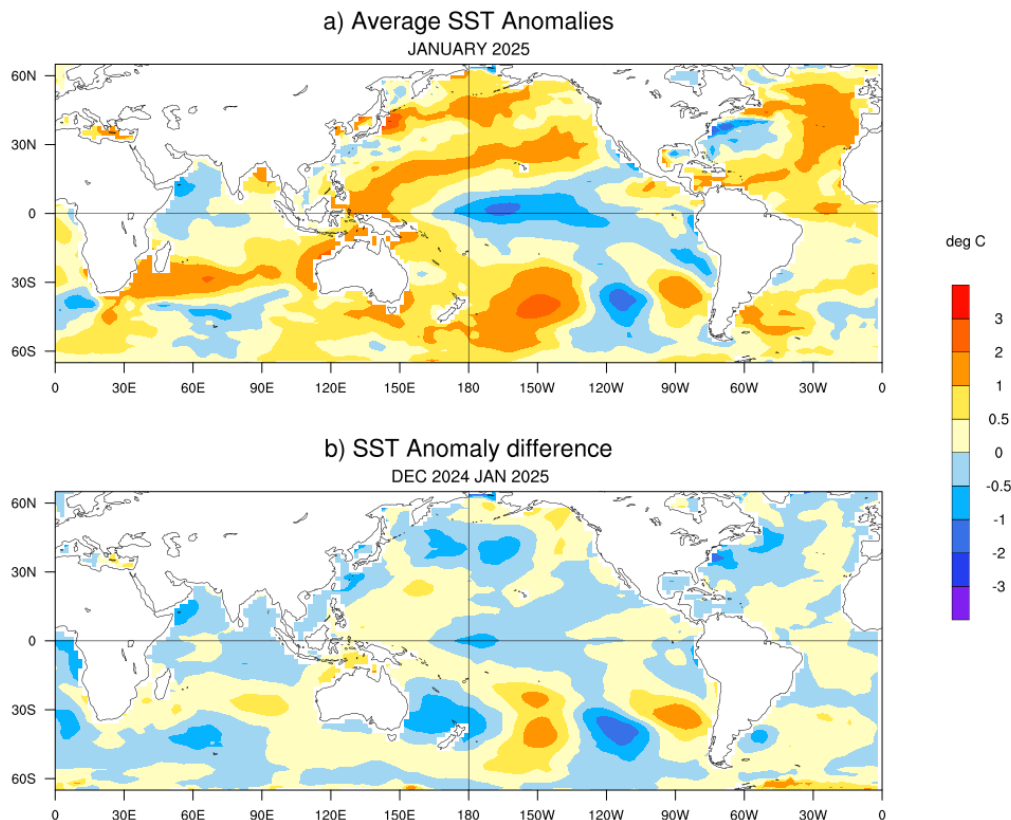 a) Average SST Anomalies
JANUARY 2025
60N
30N
0
30S
60S
0 30E 60E 90E 120E 150E 180 150W 120W 90W 60W 30W 0
deg C
3
2
1
0.5
0
-0.5
-1
-2
-3
b) SST Anomaly difference
DEC 2024 JAN 2025
60N
30N
0
30S
60S
0 30E 60E 90E 120E 150E 180 150W 120W 90W 60W 30W 0